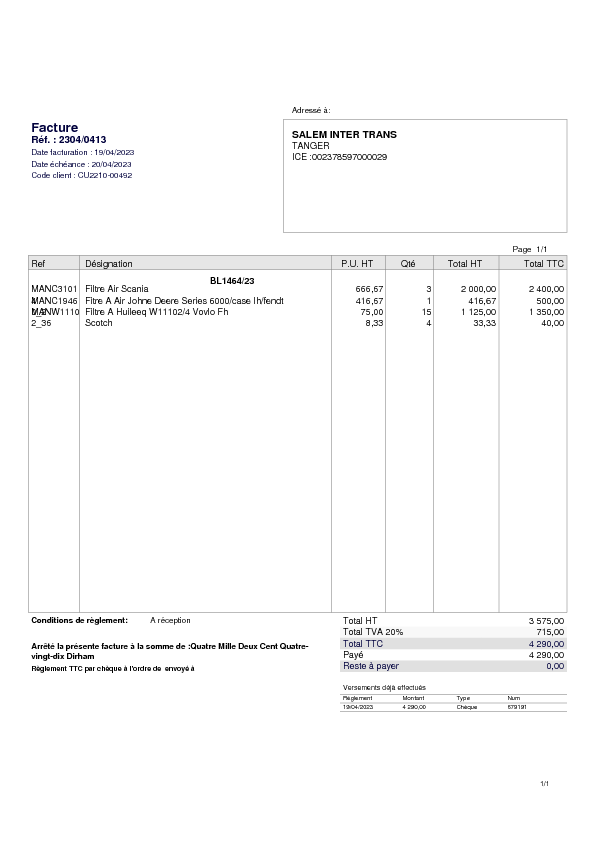 Adressé à:
Facture
Réf. : 2304/0413
Date facturation : 19/04/2023
Date échéance : 20/04/2023
Code client : CU2210-00492
SALEM INTER TRANS
TANGER
ICE :002378597000029
Page 1/1
Ref Désignation P.U. HT Qté Total HT Total TTC
BL1464/23
MANC3101 Filtre Air Scania 666,67 3 2 000,00 2 400,00
MANC1946 Fltre A Air Johne Deere Series 6000/case Ih/fendt 416,67 1 416,67 500,00
MANW1110 Filtre A Huileeq W11102/4 Vovlo Fh 75,00 15 1 125,00 1 350,00
2_36 Scotch 8,33 4 33,33 40,00
Conditions de règlement: A réception
Arrêté la présente facture à la somme de :Quatre Mille Deux Cent Quatre-
vingt-dix Dirham
Règlement TTC par chèque à l'ordre de envoyé à
Total HT 3 575,00
Total TVA 20% 715,00
Total TTC 4 290,00
Payé 4 290,00
Reste à payer 0,00
Versements déjà effectués
Règlement Montant Type Num
19/04/2023 4 290,00 Chèque 679191
1/1